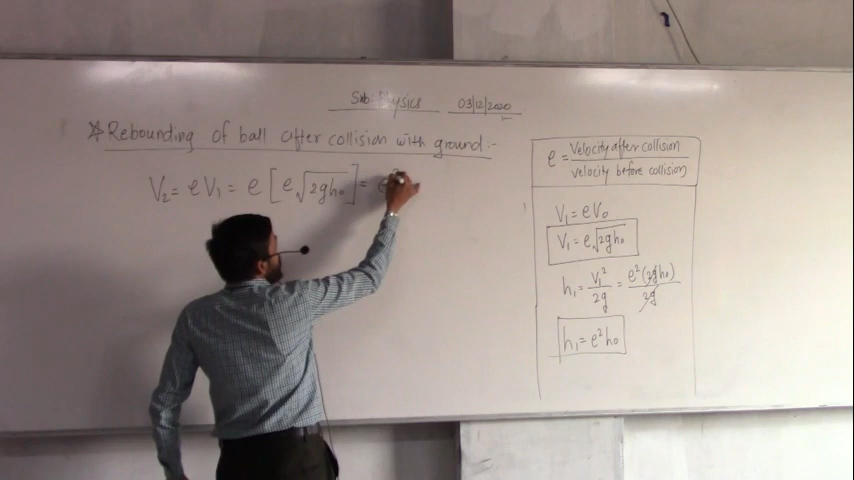 Sub: Physics 03/12/2020
☆ Rebounding of ball after collision with ground:-
V₂ = eV₁ = e [e√2gh₀] = e²
e = Velocity after collision / velocity before collision
V₁ = eV₀
V₁ = e√2gh₀
h₁ = V₁²/2g = e²(2gh₀)/2g
h₁ = e²h₀